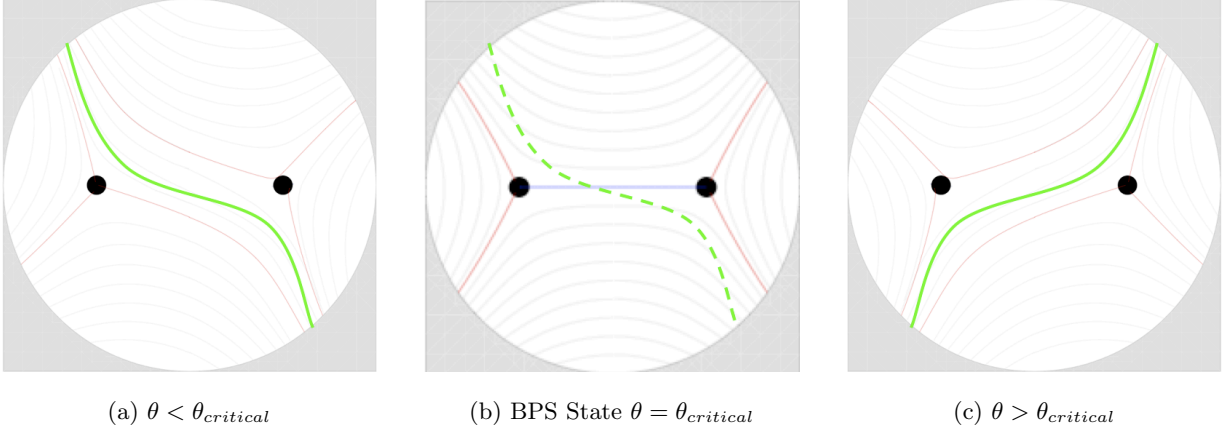 (a) θ < θ_critical
(b) BPS State θ = θ_critical
(c) θ > θ_critical